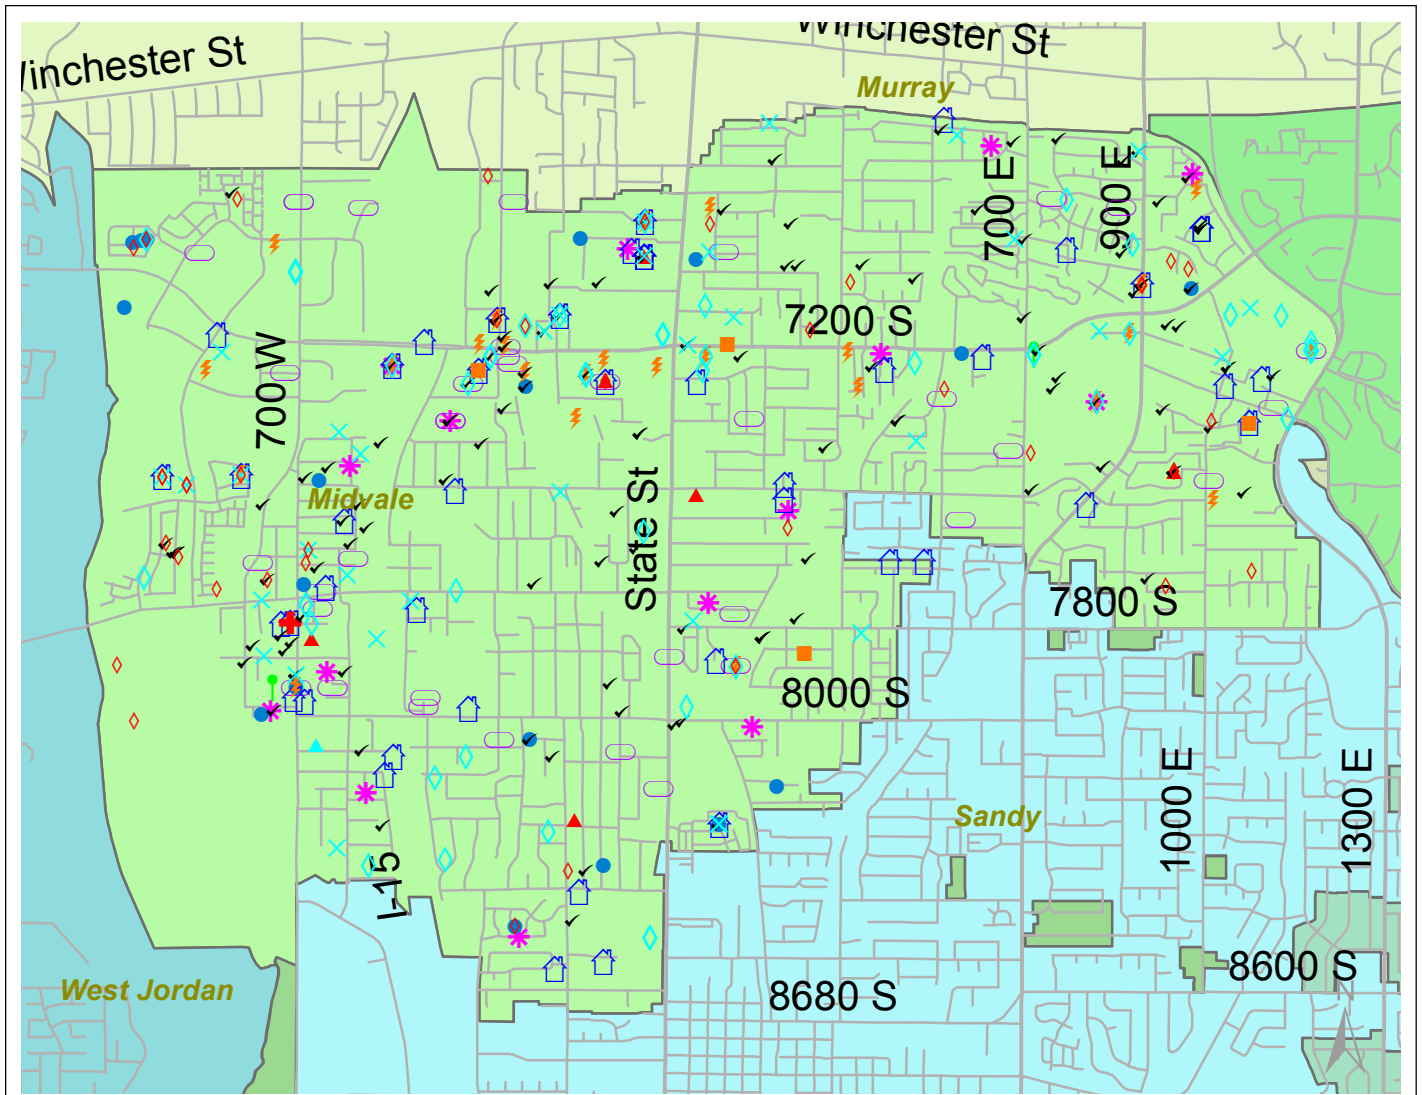 Winchester St
Winchester St
Murray
700 E
900 E
7200 S
700 W
Midvale
State St
7800 S
8000 S
Sandy
1000 E
1300 E
I-15
West Jordan
8600 S
8680 S